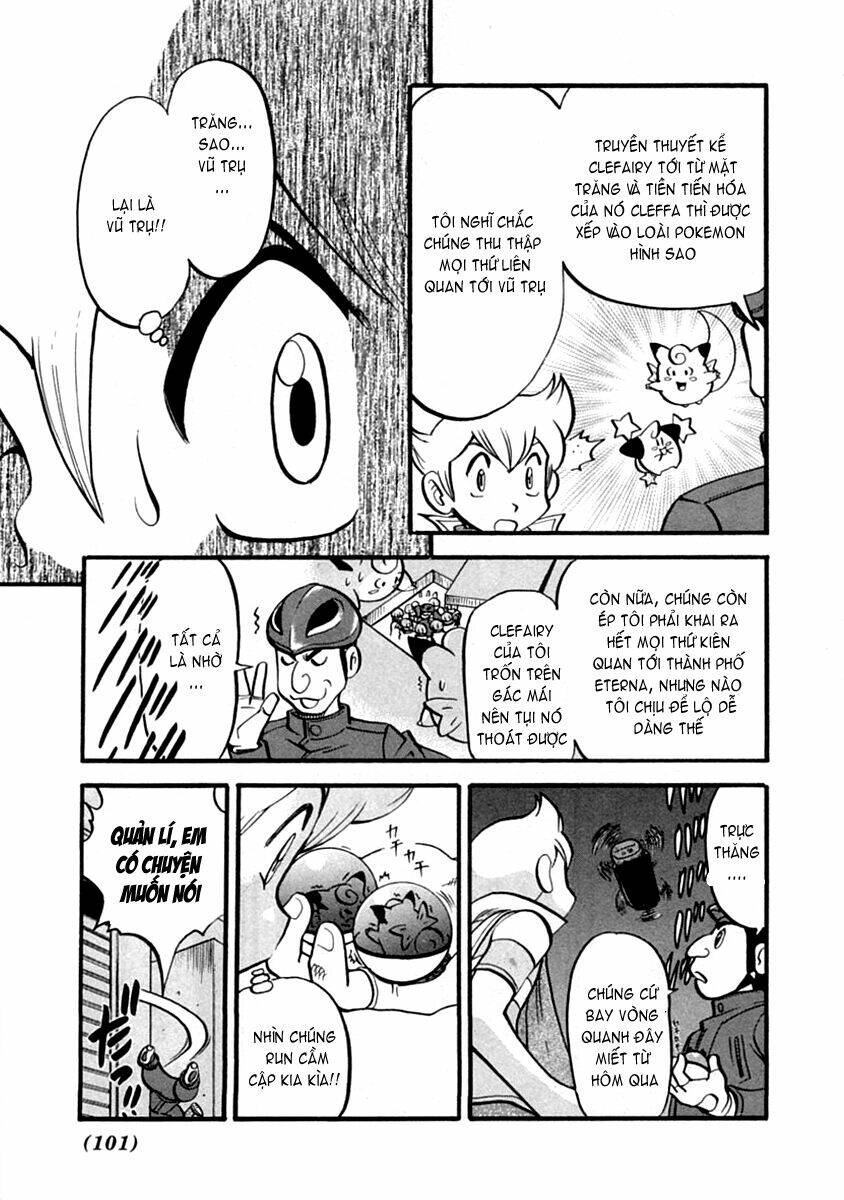 TRUYỀN THUYẾT KỂ
CLEFAIRY TỚI TỪ MẶT
TRĂNG VÀ TIỀN TIẾN HÓA
CỦA NÓ CLEFFA THÌ ĐƯỢC
XẾP VÀO LOÀI POKEMON
HÌNH SAO
TÔI NGHĨ CHẮC
CHÚNG THU THẬP
MỌI THỨ LIÊN
QUAN TỚI VŨ TRỤ
TRĂNG...
SAO...
VŨ TRỤ
...
LẠI LÀ
VŨ TRỤ!!
CÒN NỮA, CHÚNG CÒN
ÉP TÔI PHẢI KHAI RA
HẾT MỌI THỨ KIÊN
QUAN TỚI THÀNH PHỐ
ETERNA, NHƯNG NÀO
TÔI CHỊU ĐỂ LỘ DỄ
DÀNG THẾ
CLEFAIRY
CỦA TÔI
TRỐN TRÊN
GÁC MÁI
NÊN TỤI NÓ
THOÁT ĐƯỢC
TẤT CẢ
LÀ NHỜ
...
TRỰC
THĂNG
....
CHÚNG CỨ
BAY VÒNG
QUANH ĐÂY
MIẾT TỪ
HÔM QUA
カチ
カチ
NHÌN CHÚNG
RUN CẦM
CẬP KIA KÌA!!
QUẢN LÍ, EM
CÓ CHUYỆN
MUỐN NÓI
(101)